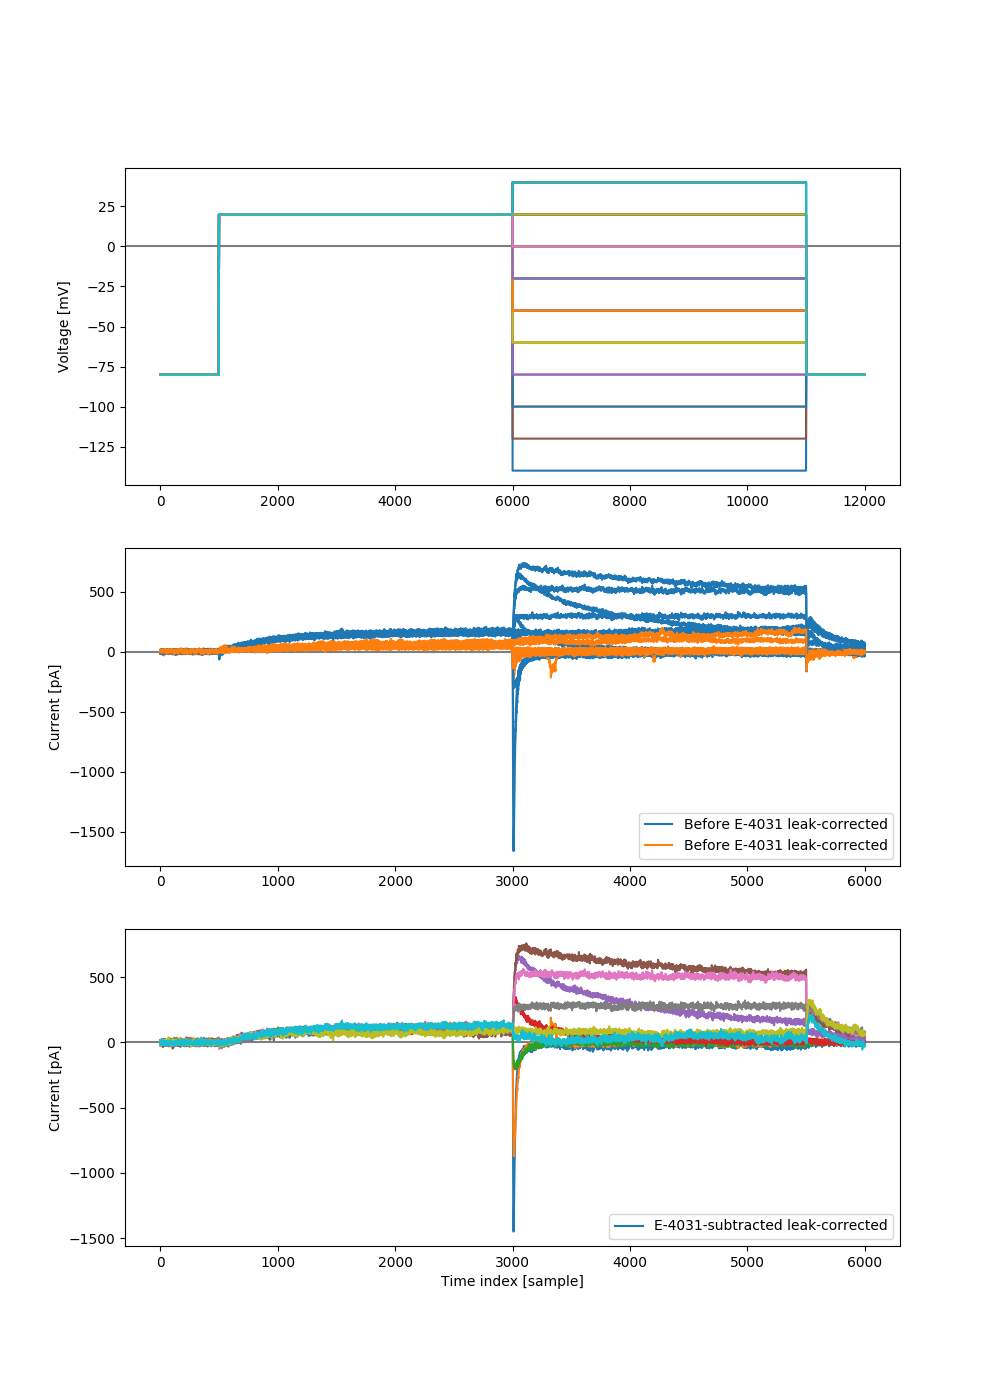 25
0
−25
−50
−75
−100
−125
Voltage [mV]
0 2000 4000 6000 8000 10000 12000
500
0
−500
−1000
−1500
Current [pA]
Before E-4031 leak-corrected
Before E-4031 leak-corrected
0 1000 2000 3000 4000 5000 6000
500
0
−500
−1000
−1500
Current [pA]
E-4031-subtracted leak-corrected
0 1000 2000 3000 4000 5000 6000
Time index [sample]